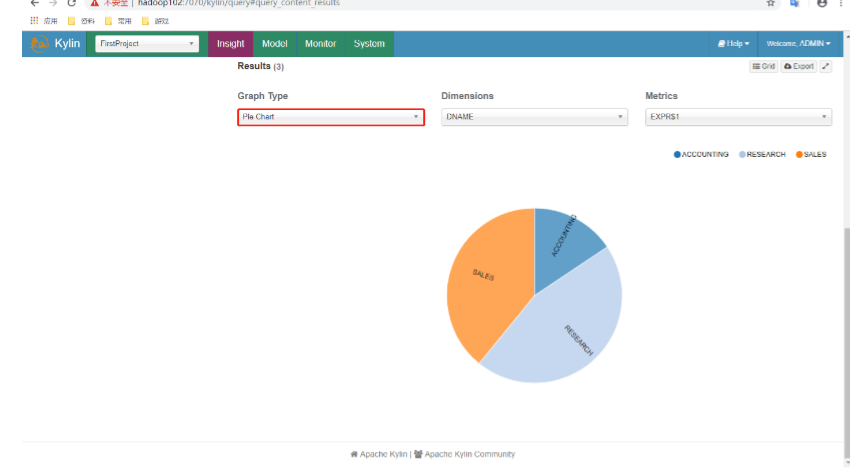 不安全 | hadoop102:7070/kylin/query#query_content_results
应用 资料 常用 游戏
Kylin FirstProject Insight Model Monitor System Help Welcome, ADMIN
Results (3) Grid Export
Graph Type Dimensions Metrics
Pie Chart DNAME EXPR$1
ACCOUNTING RESEARCH SALES
ACCOUNTING
SALES
RESEARCH
Apache Kylin | Apache Kylin Community